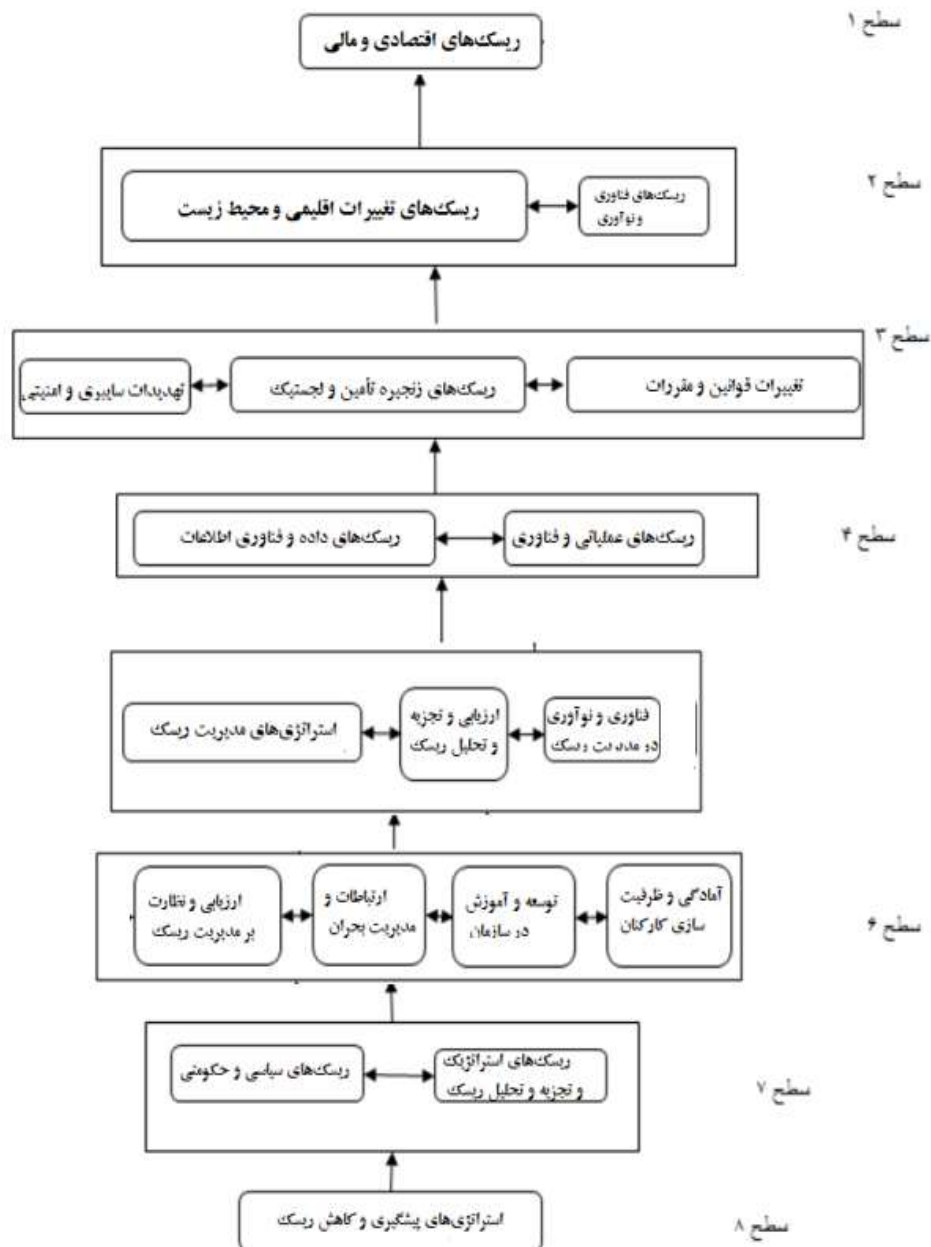 سطح ۱
ریسک‌های اقتصادی و مالی
سطح ۲
ریسک‌های فناوری
و نوآوری
ریسک‌های تغییرات اقلیمی و محیط زیست
سطح ۳
تغییرات قوانین و مقررات
ریسک‌های زنجیره تأمین و لجستیک
تهدیدات سایبری و امنیتی
سطح ۴
ریسک‌های عملیاتی و فناوری
ریسک‌های داده و فناوری اطلاعات
فناوری و نوآوری
در مدیریت ریسک
ارزیابی و تجزیه
و تحلیل ریسک
استراتژی‌های مدیریت ریسک
سطح ۶
آمادگی و ظرفیت
سازی کارکنان
توسعه و آموزش
در سازمان
ارتباطات و
مدیریت بحران
ارزیابی و نظارت
بر مدیریت ریسک
سطح ۷
ریسک‌های استراتژیک
و تجزیه و تحلیل ریسک
ریسک‌های سیاسی و حکومتی
سطح ۸
استراتژی‌های پیشگیری و کاهش ریسک